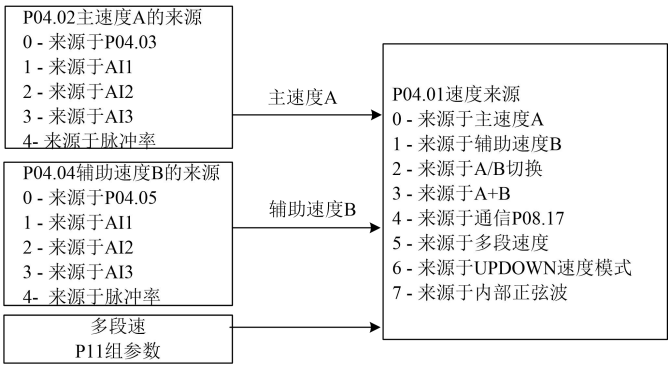 P04.02主速度A的来源
0 - 来源于P04.03
1 - 来源于AI1
2 - 来源于AI2
3 - 来源于AI3
4- 来源于脉冲率
主速度A
P04.04辅助速度B的来源
0 - 来源于P04.05
1 - 来源于AI1
2 - 来源于AI2
3 - 来源于AI3
4- 来源于脉冲率
辅助速度B
多段速
P11组参数
P04.01速度来源
0 - 来源于主速度A
1 - 来源于辅助速度B
2 - 来源于A/B切换
3 - 来源于A+B
4 - 来源于通信P08.17
5 - 来源于多段速度
6 - 来源于UPDOWN速度模式
7 - 来源于内部正弦波